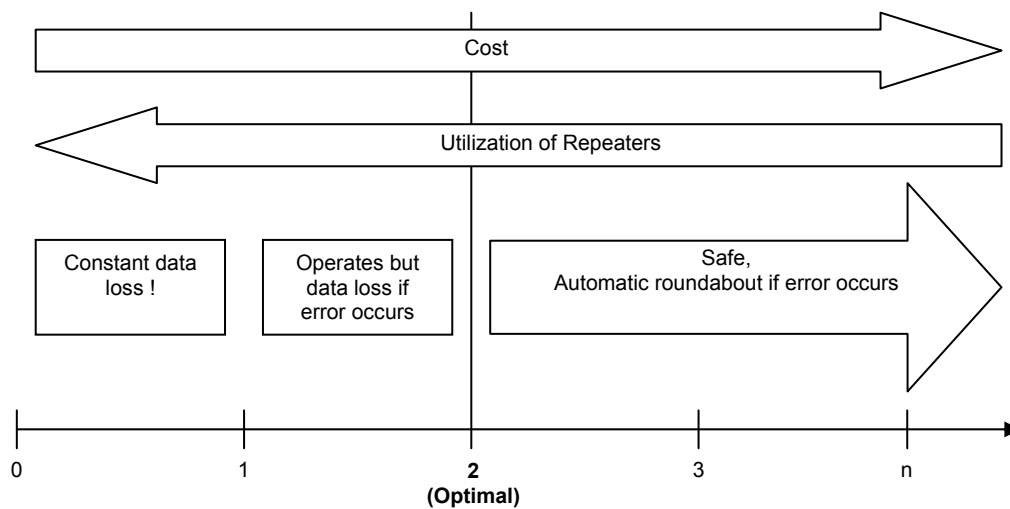 Cost
Utilization of Repeaters
Constant data
loss !
Operates but
data loss if
error occurs
Safe,
Automatic roundabout if error occurs
0
1
2
3
n
(Optimal)